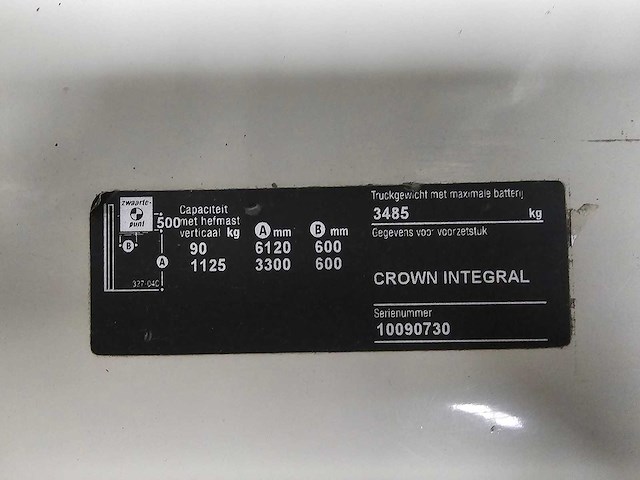 zwaarte-
punt
500
B
A
327-04C
Capaciteit
met hefmast
verticaal kg A mm B mm
90 6120 600
1125 3300 600
Truckgewicht met maximale batterij
3485 kg
Gegevens voor voorzetstuk
CROWN INTEGRAL
Serienummer
10090730